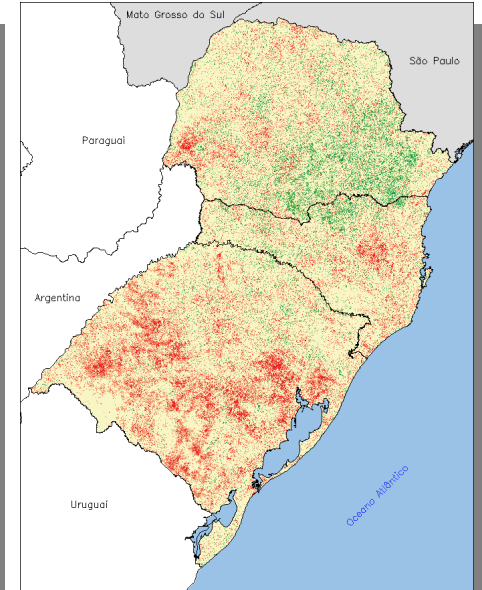 Mato Grosso do Sul
São Paulo
Paraguai
Argentina
Uruguai
Oceano Atlântico